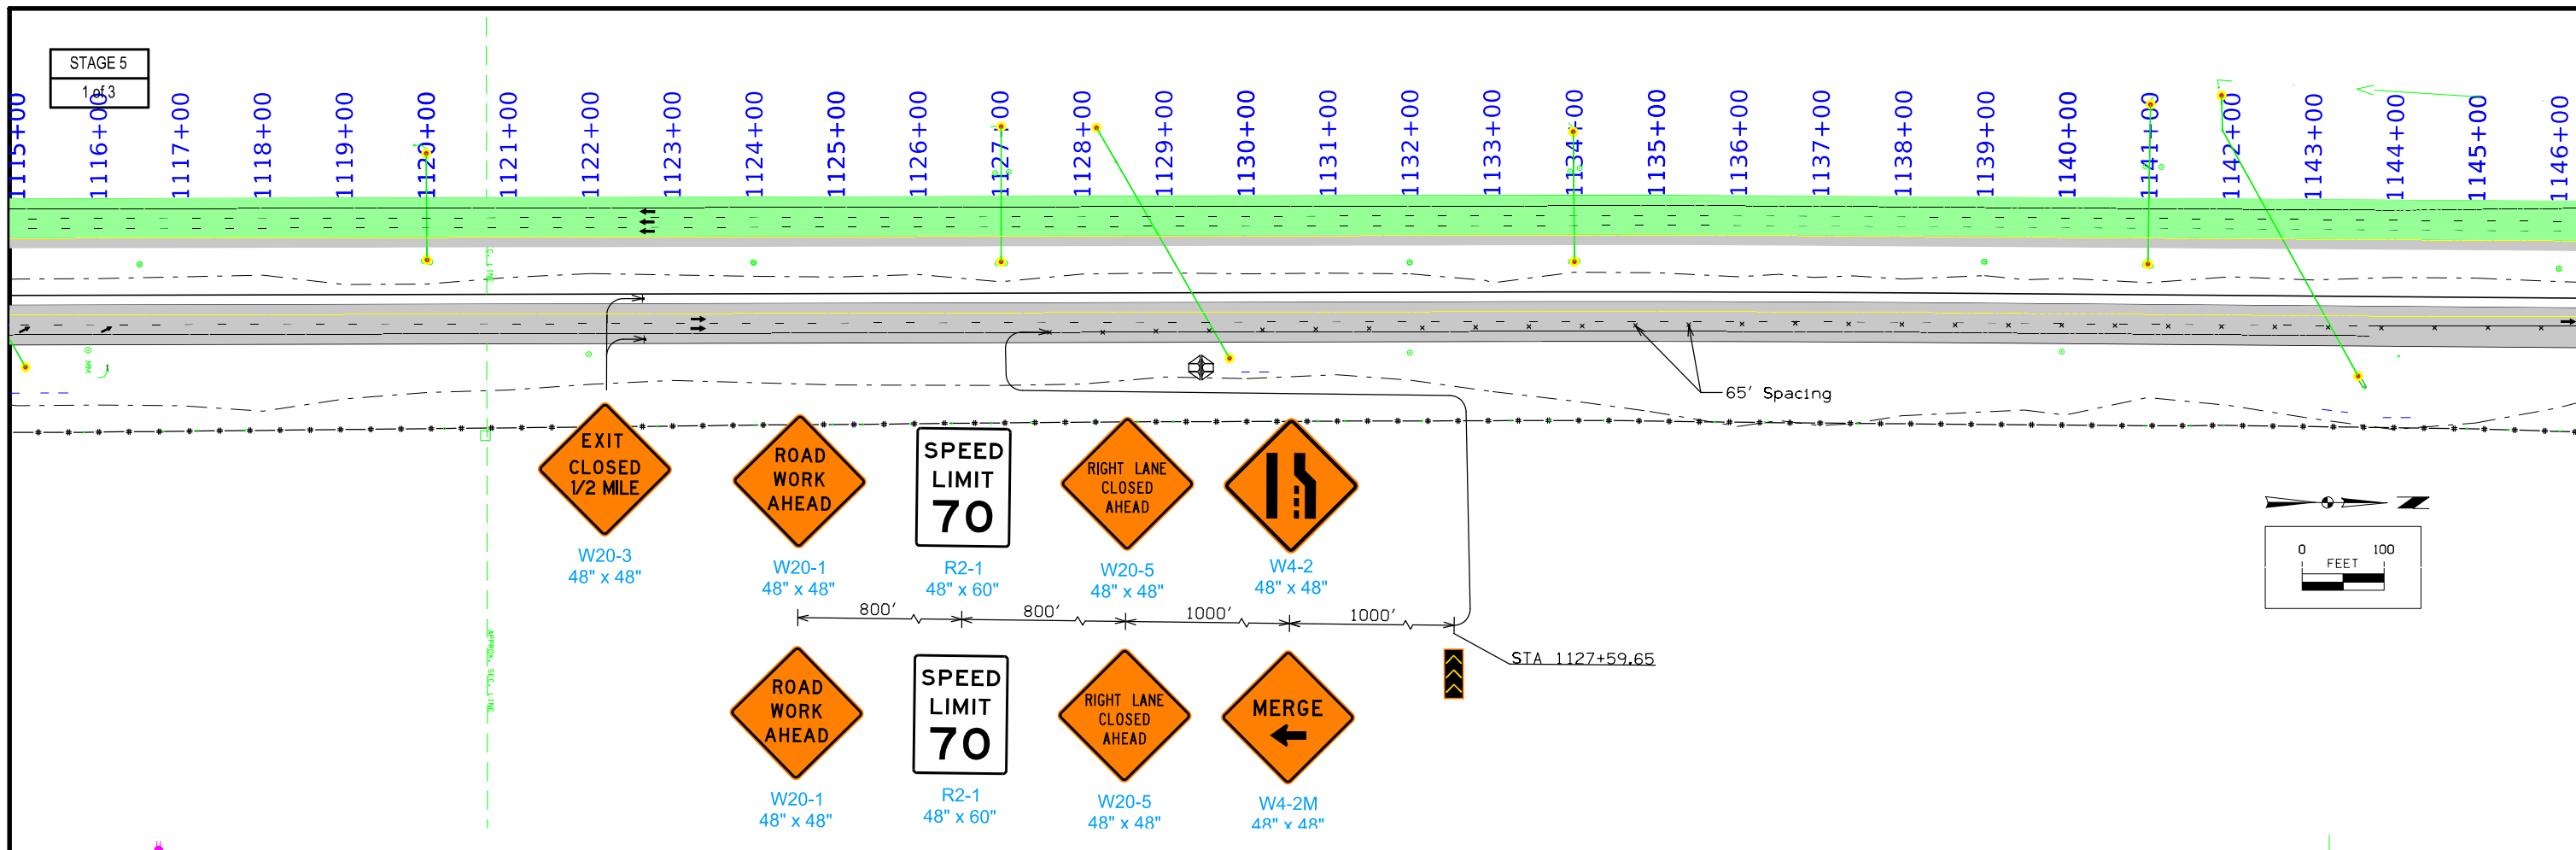 STAGE 5
1 of 3
1115+00
1116+00
1117+00
1118+00
1119+00
1120+00
1121+00
1122+00
1123+00
1124+00
1125+00
1126+00
1127+00
1128+00
1129+00
1130+00
1131+00
1132+00
1133+00
1134+00
1135+00
1136+00
1137+00
1138+00
1139+00
1140+00
1141+00
1142+00
1143+00
1144+00
1145+00
1146+00
MM
1
65' Spacing
EXIT
CLOSED
1/2 MILE
W20-3
48" x 48"
ROAD
WORK
AHEAD
W20-1
48" x 48"
SPEED
LIMIT
70
R2-1
48" x 60"
RIGHT LANE
CLOSED
AHEAD
W20-5
48" x 48"
W4-2
48" x 48"
0 100
FEET
800' 800' 1000' 1000'
STA 1127+59.65
APPROX. SEC. LINE
ROAD
WORK
AHEAD
W20-1
48" x 48"
SPEED
LIMIT
70
R2-1
48" x 60"
RIGHT LANE
CLOSED
AHEAD
W20-5
48" x 48"
MERGE
W4-2M
48" x 48"